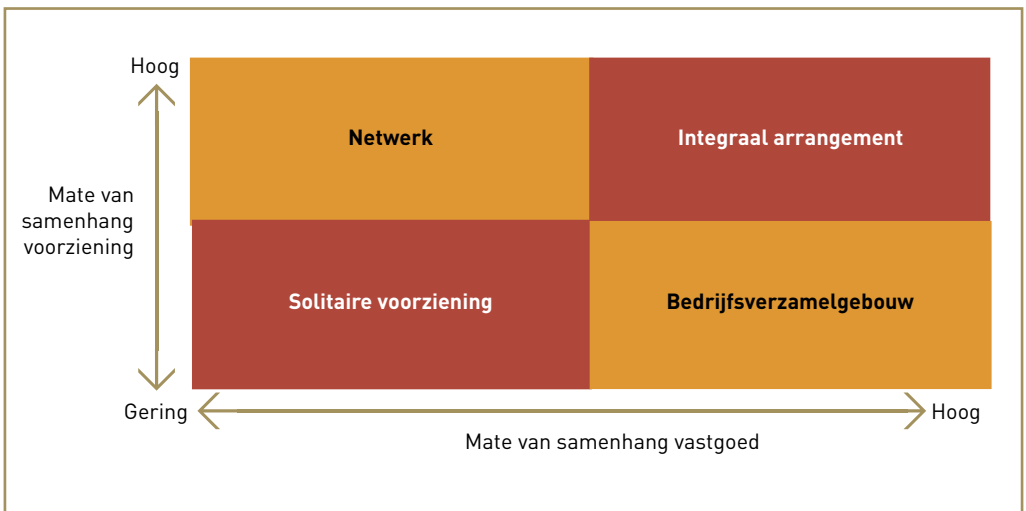 Hoog
Netwerk
Integraal arrangement
Mate van
samenhang
voorziening
Solitaire voorziening
Bedrijfsverzamelgebouw
Gering
Hoog
Mate van samenhang vastgoed